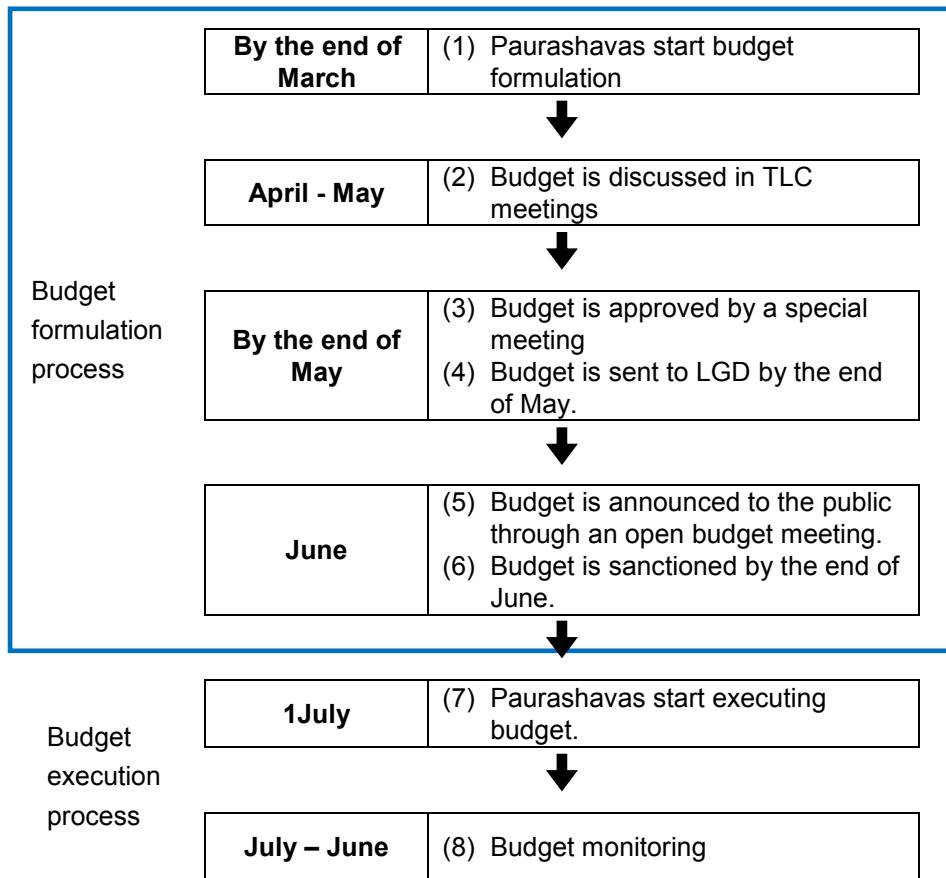 By the end of
March
(1) Paurashavas start budget
formulation
April - May
(2) Budget is discussed in TLC
meetings
Budget
formulation
process
By the end of
May
(3) Budget is approved by a special
meeting
(4) Budget is sent to LGD by the end
of May.
June
(5) Budget is announced to the public
through an open budget meeting.
(6) Budget is sanctioned by the end of
June.
Budget
execution
process
1July
(7) Paurashavas start executing
budget.
July – June
(8) Budget monitoring